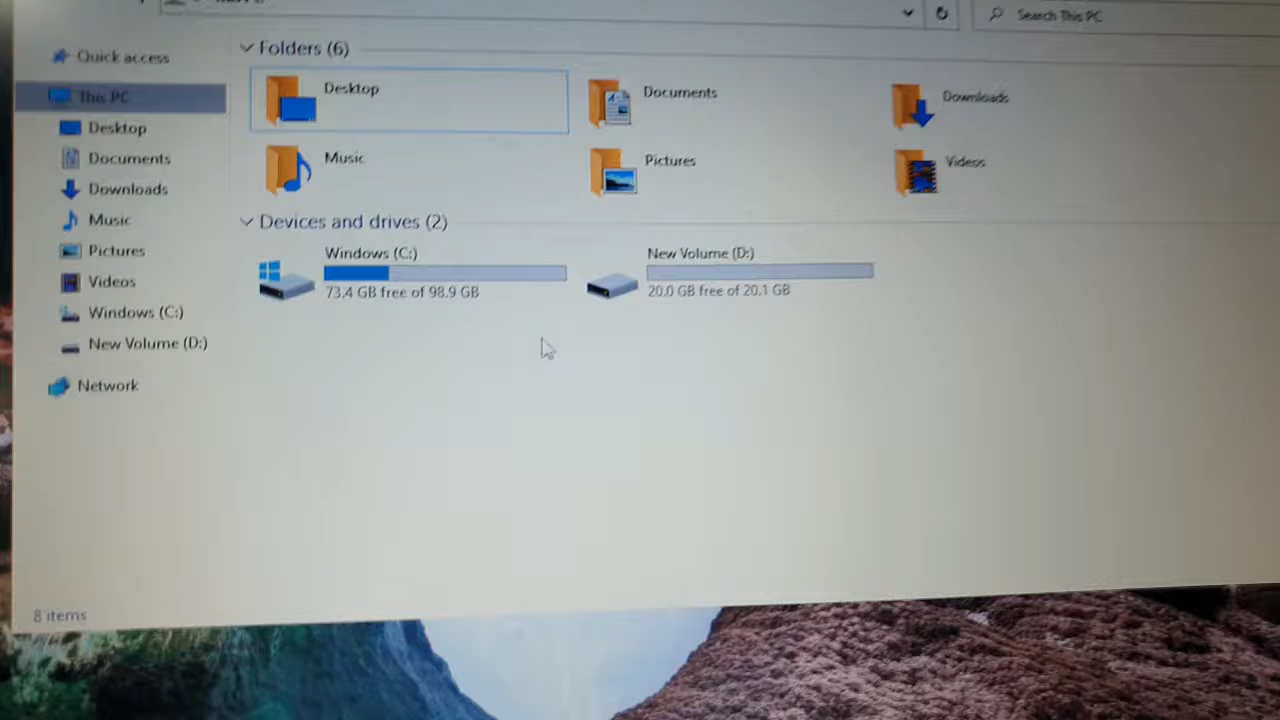 Search This PC
Quick access
This PC
Desktop
Documents
Downloads
Music
Pictures
Videos
Windows (C:)
New Volume (D:)
Network
Folders (6)
Desktop
Documents
Downloads
Music
Pictures
Videos
Devices and drives (2)
Windows (C:)
73.4 GB free of 98.9 GB
New Volume (D:)
20.0 GB free of 20.1 GB
8 items